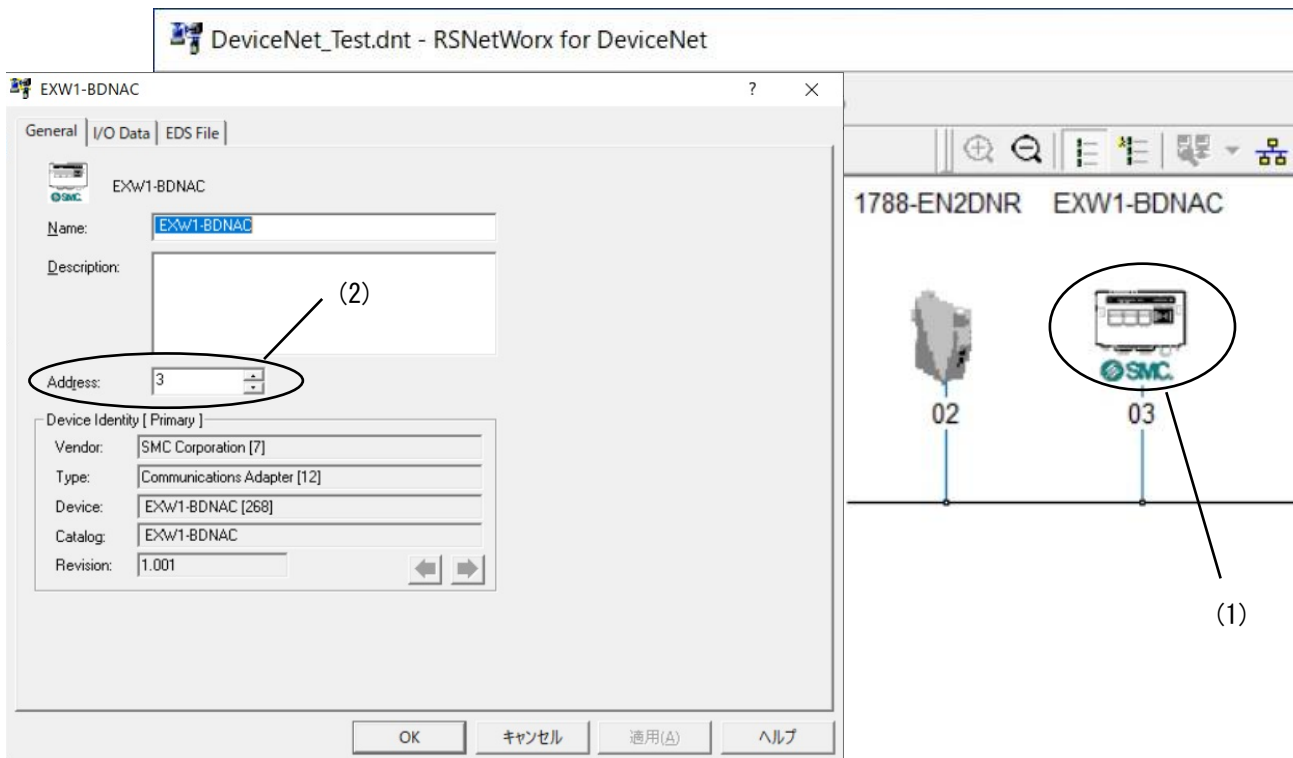 DeviceNet_Test.dnt - RSNetWorx for DeviceNet
EXW1-BDNAC
?
General
I/O Data
EDS File
SMC.
EXW1-BDNAC
Name:
EXW1-BDNAC
Description:
(2)
Address:
3
Device Identity [ Primary ]
Vendor:
SMC Corporation [7]
Type:
Communications Adapter [12]
Device:
EXW1-BDNAC [268]
Catalog:
EXW1-BDNAC
Revision:
1.001
OK
キャンセル
適用(A)
ヘルプ
1788-EN2DNR
EXW1-BDNAC
SMC.
02
03
(1)